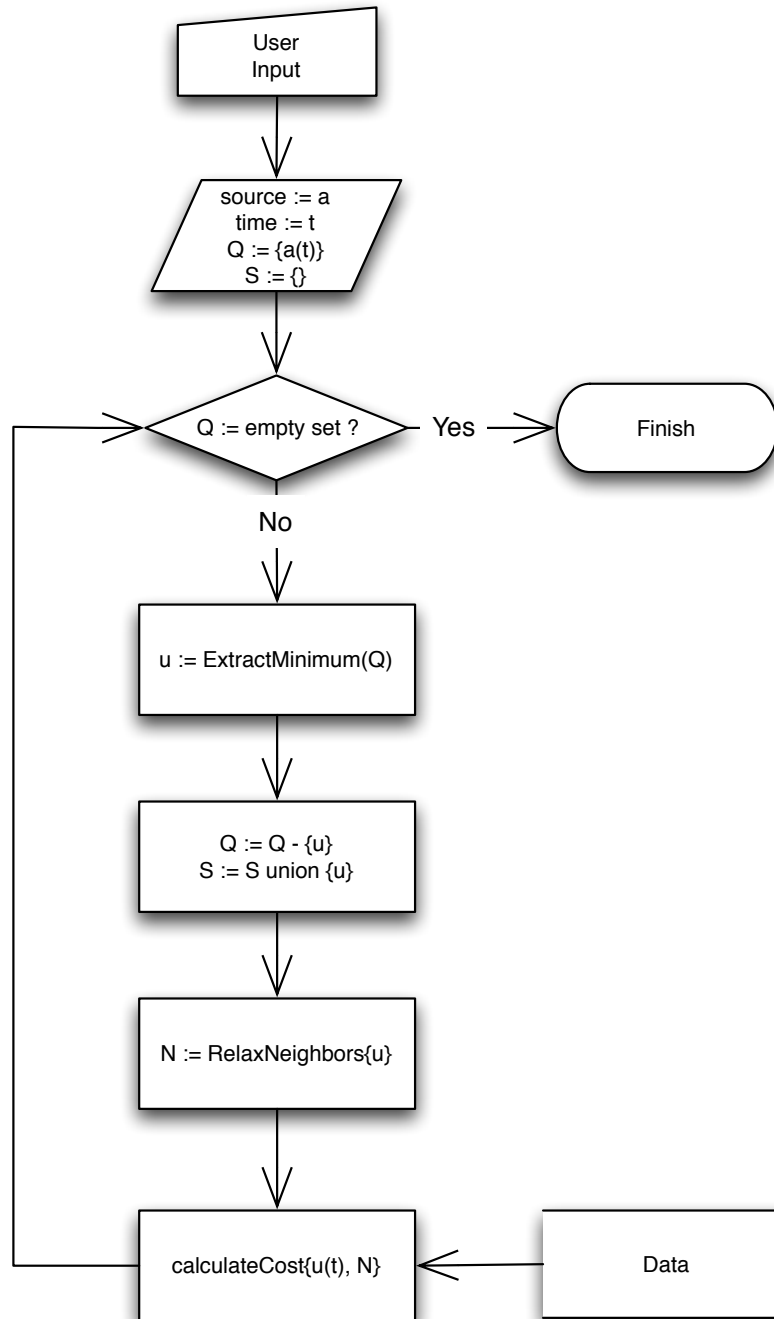 User
Input
source := a
time := t
Q := {a(t)}
S := {}
Q := empty set ?
Yes
Finish
No
u := ExtractMinimum(Q)
Q := Q - {u}
S := S union {u}
N := RelaxNeighbors{u}
calculateCost{u(t), N}
Data